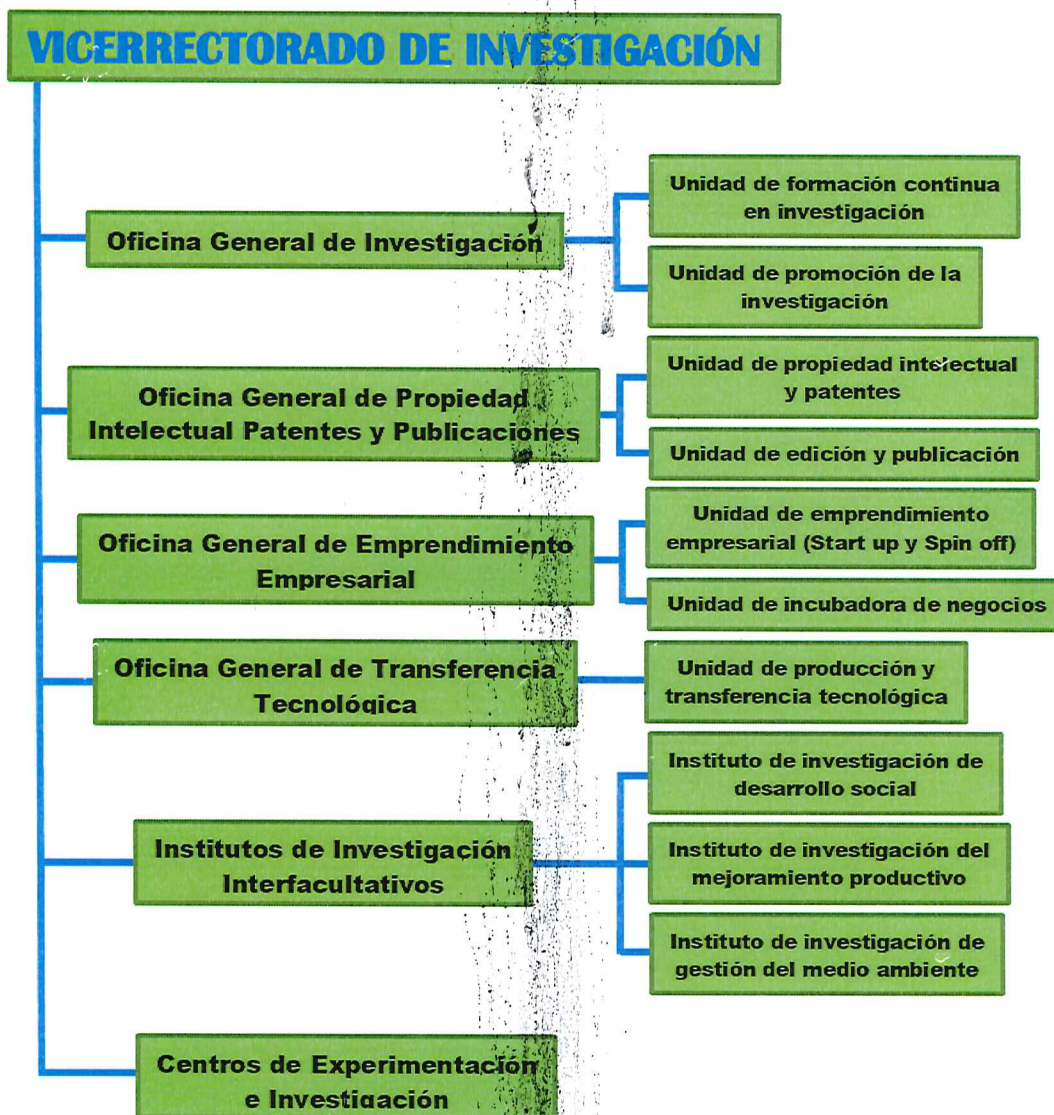 VICERRECTORADO DE INVESTIGACIÓN
Oficina General de Investigación
Unidad de formación continua
en investigación
Unidad de promoción de la
investigación
Oficina General de Propiedad
Intelectual Patentes y Publicaciones
Unidad de propiedad intelectual
y patentes
Unidad de edición y publicación
Oficina General de Emprendimiento
Empresarial
Unidad de emprendimiento
empresarial (Start up y Spin off)
Unidad de incubadora de negocios
Oficina General de Transferencia
Tecnológica
Unidad de producción y
transferencia tecnológica
Institutos de Investigación
Interfacultativos
Instituto de investigación de
desarrollo social
Instituto de investigación del
mejoramiento productivo
Instituto de investigación de
gestión del medio ambiente
Centros de Experimentación
e Investigación